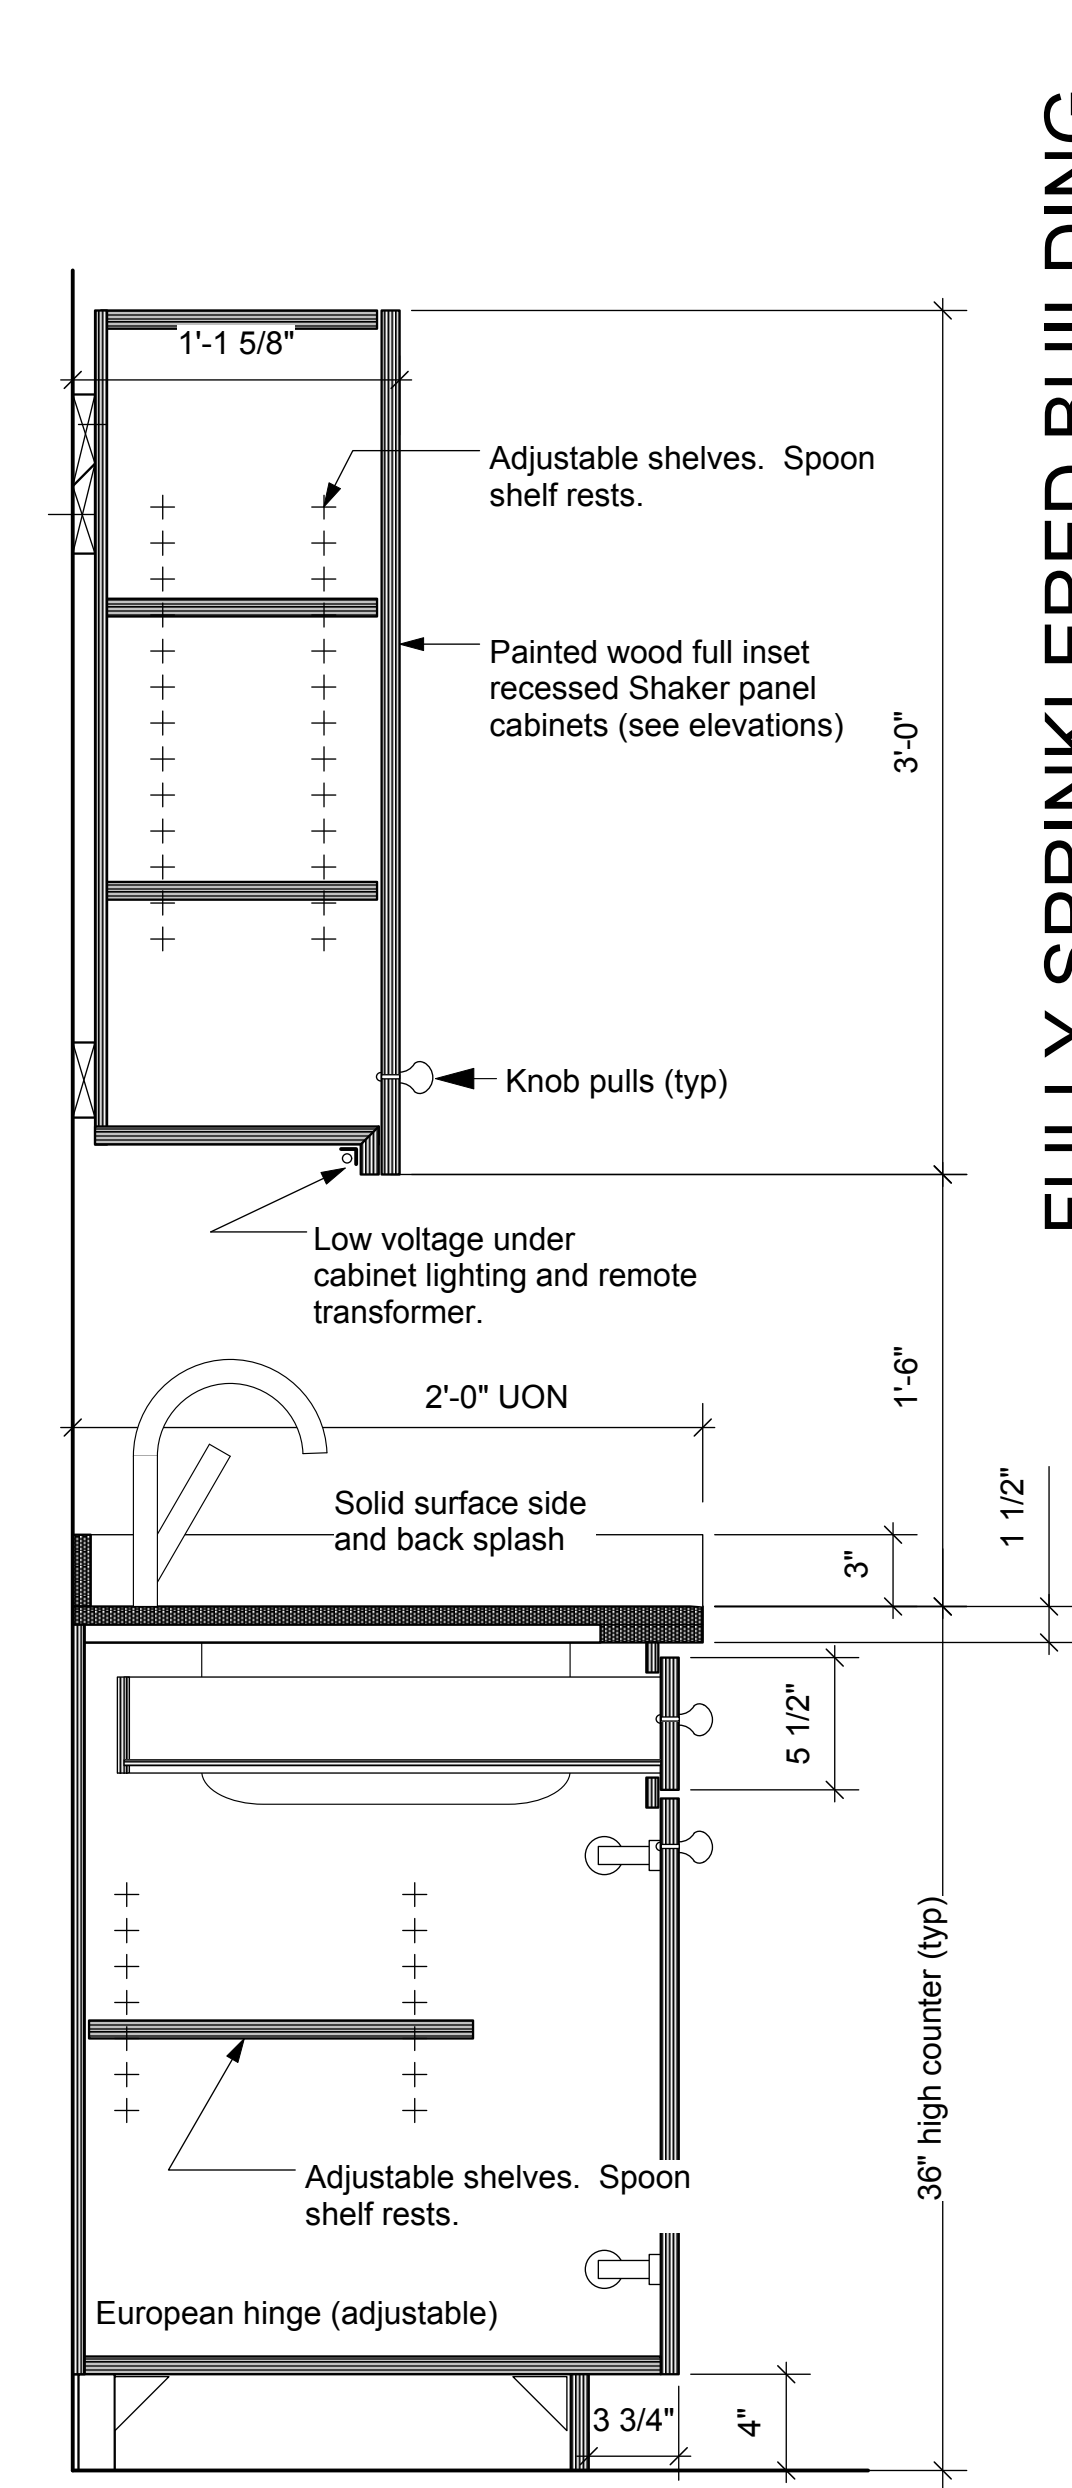 1'-1 5/8"
Adjustable shelves.  Spoon
shelf rests.
Painted wood full inset
recessed Shaker panel
cabinets (see elevations)
3'-0"
Knob pulls (typ)
Low voltage under
cabinet lighting and remote
transformer.
1'-6"
2'-0" UON
Solid surface side
and back splash
1 1/2"
3"
5 1/2"
36" high counter (typ)
Adjustable shelves.  Spoon
shelf rests.
European hinge (adjustable)
3 3/4"
4"
FULLY SPRINKLERED BUILDING